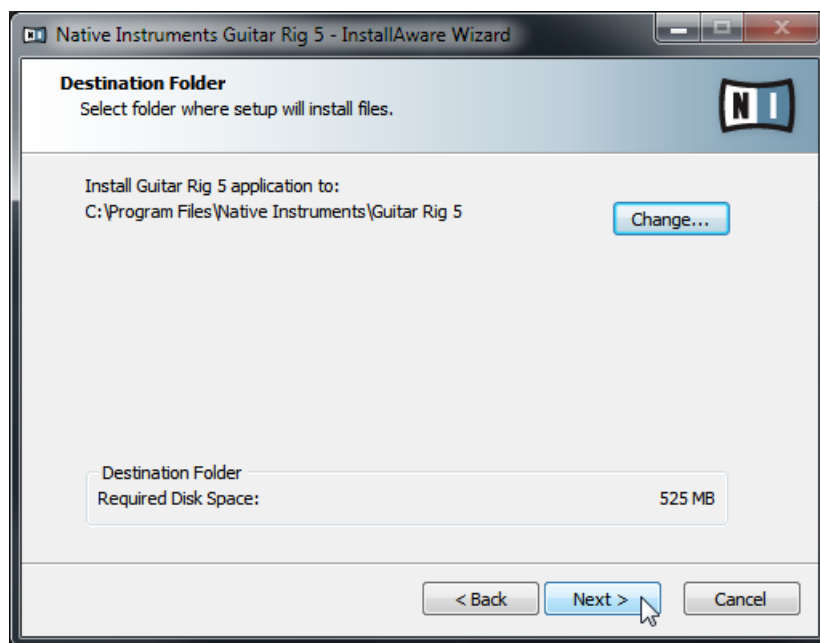 Native Instruments Guitar Rig 5 - InstallAware Wizard
Destination Folder
Select folder where setup will install files.
N I
Install Guitar Rig 5 application to:
C:\Program Files\Native Instruments\Guitar Rig 5
Change...
Destination Folder
Required Disk Space: 525 MB
< Back Next > Cancel